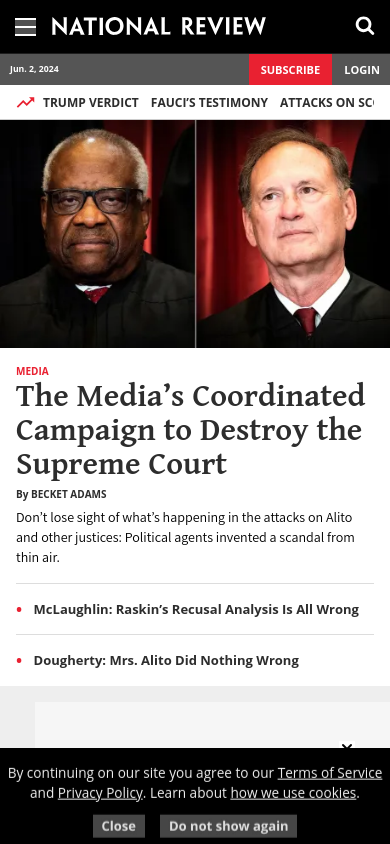 NATIONAL REVIEW
Jun. 2, 2024
SUBSCRIBE
LOGIN
TRUMP VERDICT FAUCI’S TESTIMONY ATTACKS ON SC
MEDIA
The Media’s Coordinated
Campaign to Destroy the
Supreme Court
By BECKET ADAMS
Don’t lose sight of what’s happening in the attacks on Alito
and other justices: Political agents invented a scandal from
thin air.
• McLaughlin: Raskin’s Recusal Analysis Is All Wrong
• Dougherty: Mrs. Alito Did Nothing Wrong
By continuing on our site you agree to our Terms of Service
and Privacy Policy. Learn about how we use cookies.
Close
Do not show again